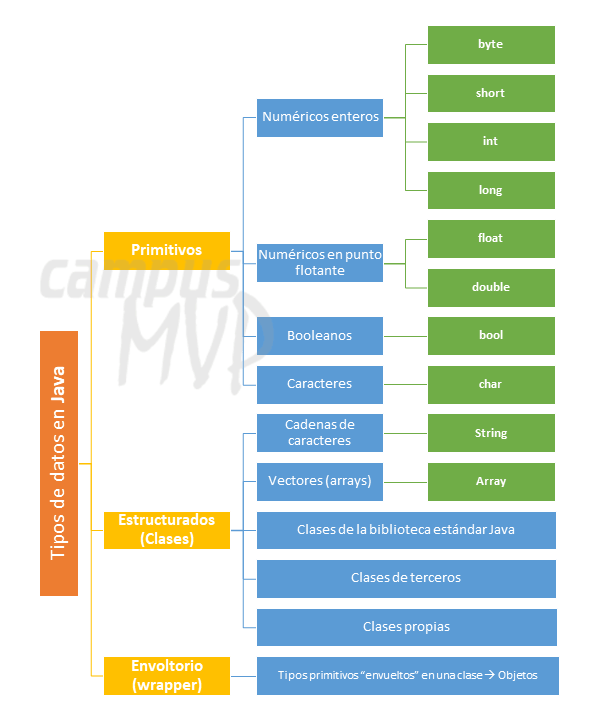 byte
short
Numéricos enteros
int
long
Primitivos
float
Numéricos en punto
flotante
double
campus
MVP
Booleanos
bool
Caracteres
char
Tipos de datos en Java
Cadenas de
caracteres
String
Vectores (arrays)
Array
Estructurados
(Clases)
Clases de la biblioteca estándar Java
Clases de terceros
Clases propias
Envoltorio
(wrapper)
Tipos primitivos “envueltos” en una clase → Objetos